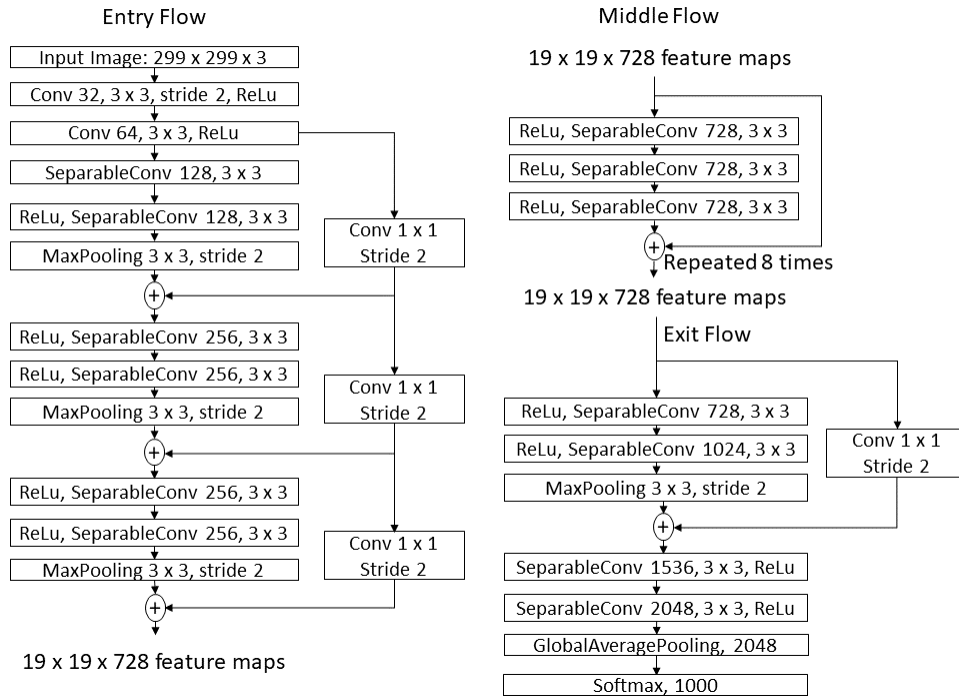 Entry Flow
Input Image: 299 x 299 x 3
Conv 32, 3 x 3, stride 2, ReLu
Conv 64, 3 x 3, ReLu
SeparableConv 128, 3 x 3
ReLu, SeparableConv 128, 3 x 3
MaxPooling 3 x 3, stride 2
Conv 1 x 1
Stride 2
+
ReLu, SeparableConv 256, 3 x 3
ReLu, SeparableConv 256, 3 x 3
MaxPooling 3 x 3, stride 2
Conv 1 x 1
Stride 2
+
ReLu, SeparableConv 256, 3 x 3
ReLu, SeparableConv 256, 3 x 3
MaxPooling 3 x 3, stride 2
Conv 1 x 1
Stride 2
+
19 x 19 x 728 feature maps
Middle Flow
19 x 19 x 728 feature maps
ReLu, SeparableConv 728, 3 x 3
ReLu, SeparableConv 728, 3 x 3
ReLu, SeparableConv 728, 3 x 3
+
Repeated 8 times
19 x 19 x 728 feature maps
Exit Flow
ReLu, SeparableConv 728, 3 x 3
ReLu, SeparableConv 1024, 3 x 3
MaxPooling 3 x 3, stride 2
Conv 1 x 1
Stride 2
+
SeparableConv 1536, 3 x 3, ReLu
SeparableConv 2048, 3 x 3, ReLu
GlobalAveragePooling, 2048
Softmax, 1000